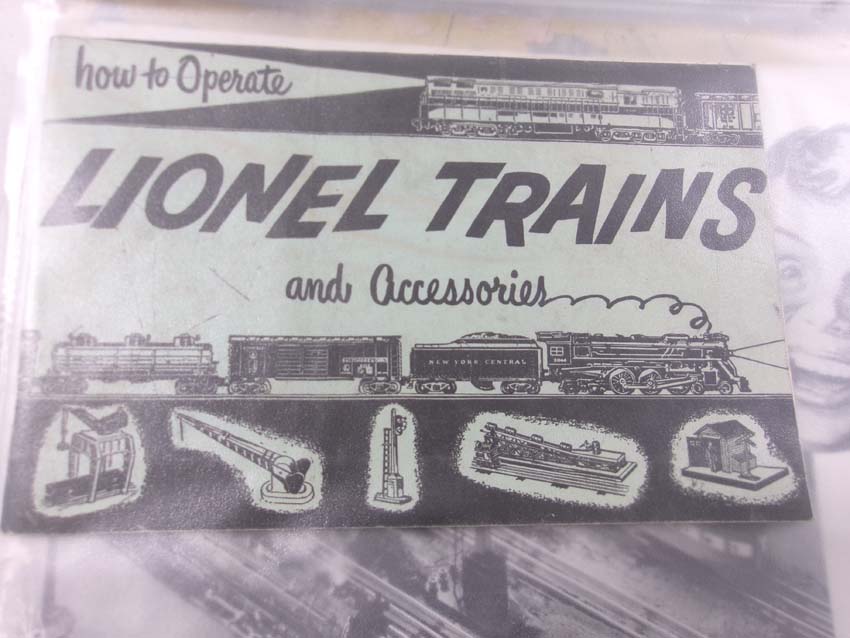 how to Operate
LIONEL TRAINS
and Accessories
NEW YORK CENTRAL